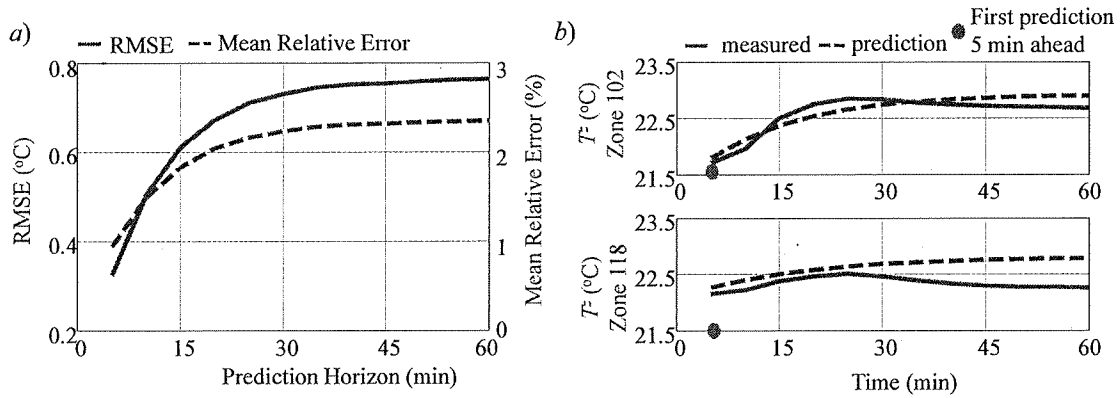 a)
RMSE Mean Relative Error
0.8
0.6
0.4
0.2
RMSE (°C)
3
2
1
0
Mean Relative Error (%)
0 15 30 45 60
Prediction Horizon (min)
b)
measured prediction First prediction
5 min ahead
23.5
22.5
21.5
T² (°C)
Zone 102
0 15 30 45 60
23.5
22.5
21.5
T² (°C)
Zone 118
0 15 30 45 60
Time (min)